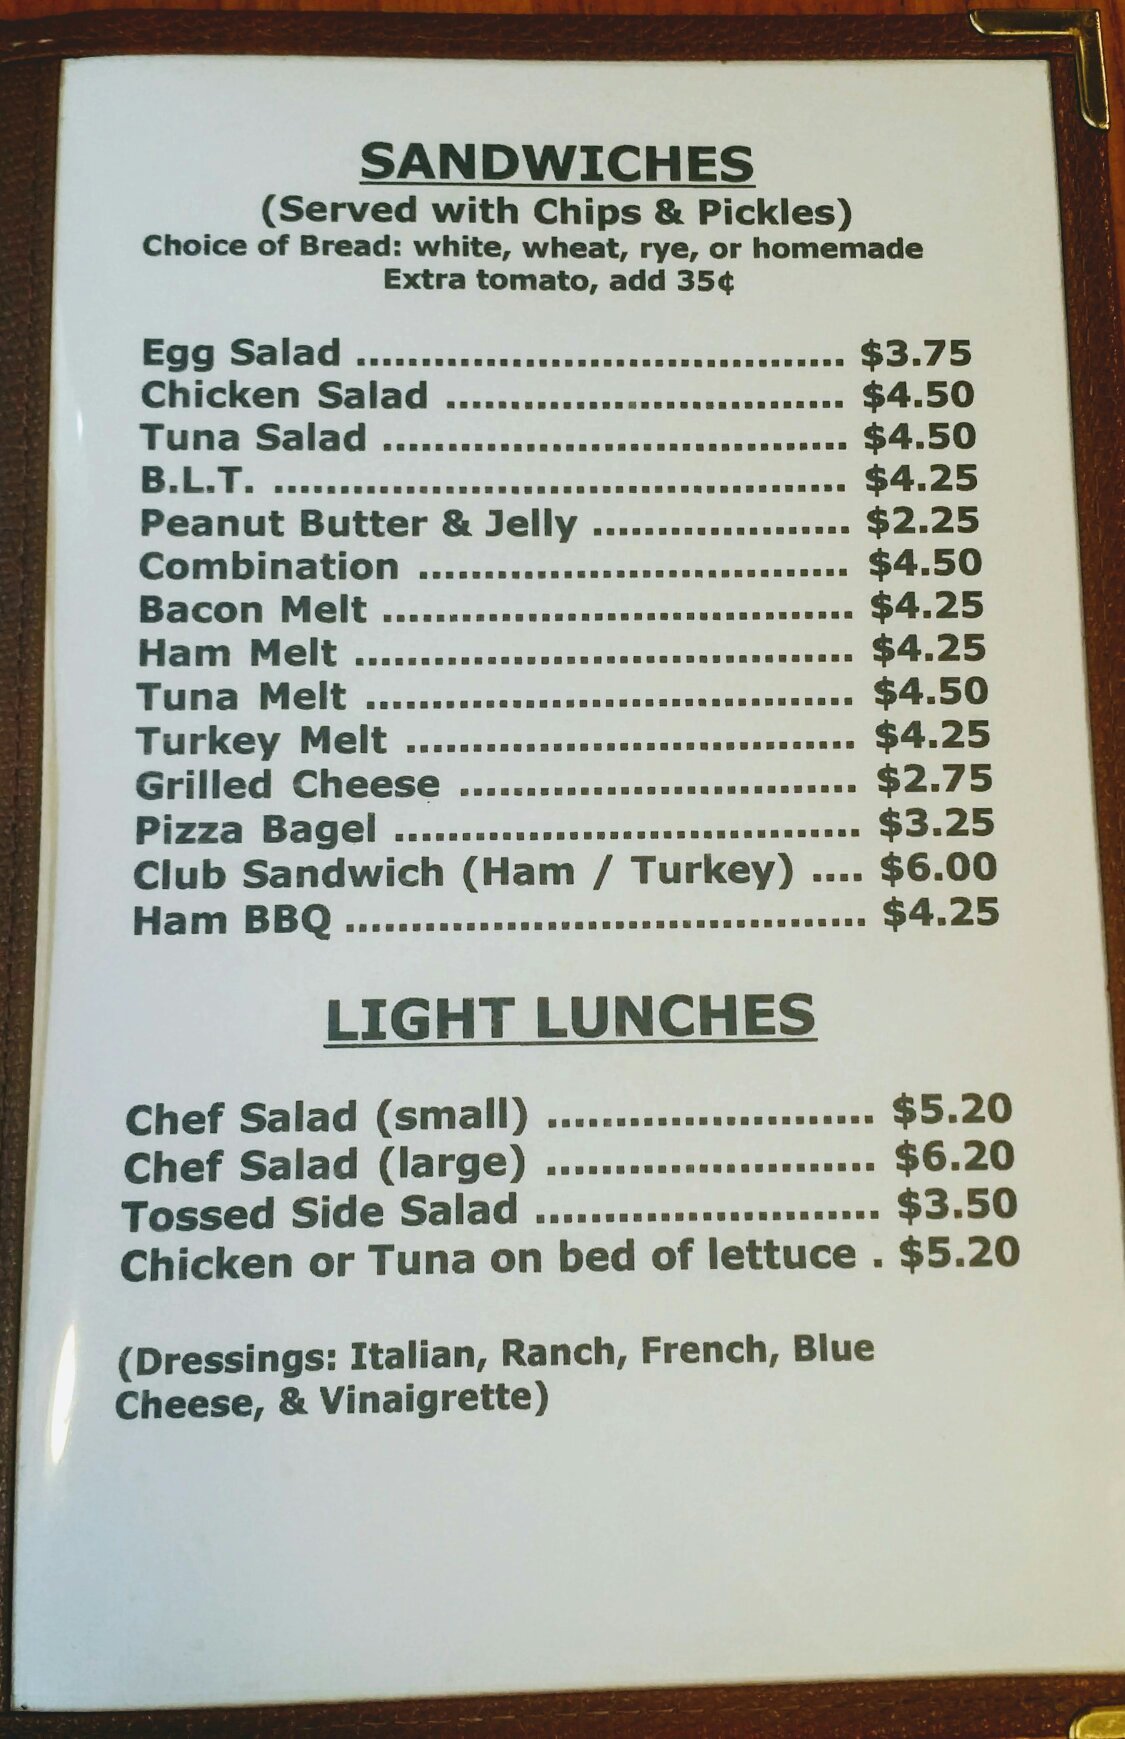 SANDWICHES
(Served with Chips & Pickles)
Choice of Bread: white, wheat, rye, or homemade
Extra tomato, add 35¢
Egg Salad ..................................... $3.75
Chicken Salad .............................. $4.50
Tuna Salad ................................... $4.50
B.L.T. ........................................... $4.25
Peanut Butter & Jelly .................... $2.25
Combination ................................. $4.50
Bacon Melt .................................... $4.25
Ham Melt ...................................... $4.25
Tuna Melt ..................................... $4.50
Turkey Melt .................................. $4.25
Grilled Cheese .............................. $2.75
Pizza Bagel ................................... $3.25
Club Sandwich (Ham / Turkey) .... $6.00
Ham BBQ ....................................... $4.25
LIGHT LUNCHES
Chef Salad (small) ........................ $5.20
Chef Salad (large) ........................ $6.20
Tossed Side Salad ......................... $3.50
Chicken or Tuna on bed of lettuce . $5.20
(Dressings: Italian, Ranch, French, Blue
Cheese, & Vinaigrette)